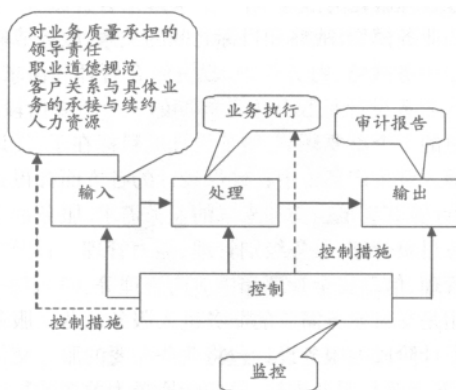 对业务质量承担的
领导责任
职业道德规范
客户关系与具体业
务的承接与续约
人力资源
业务执行
审计报告
输入
处理
输出
控制措施
控制
控制措施
监控